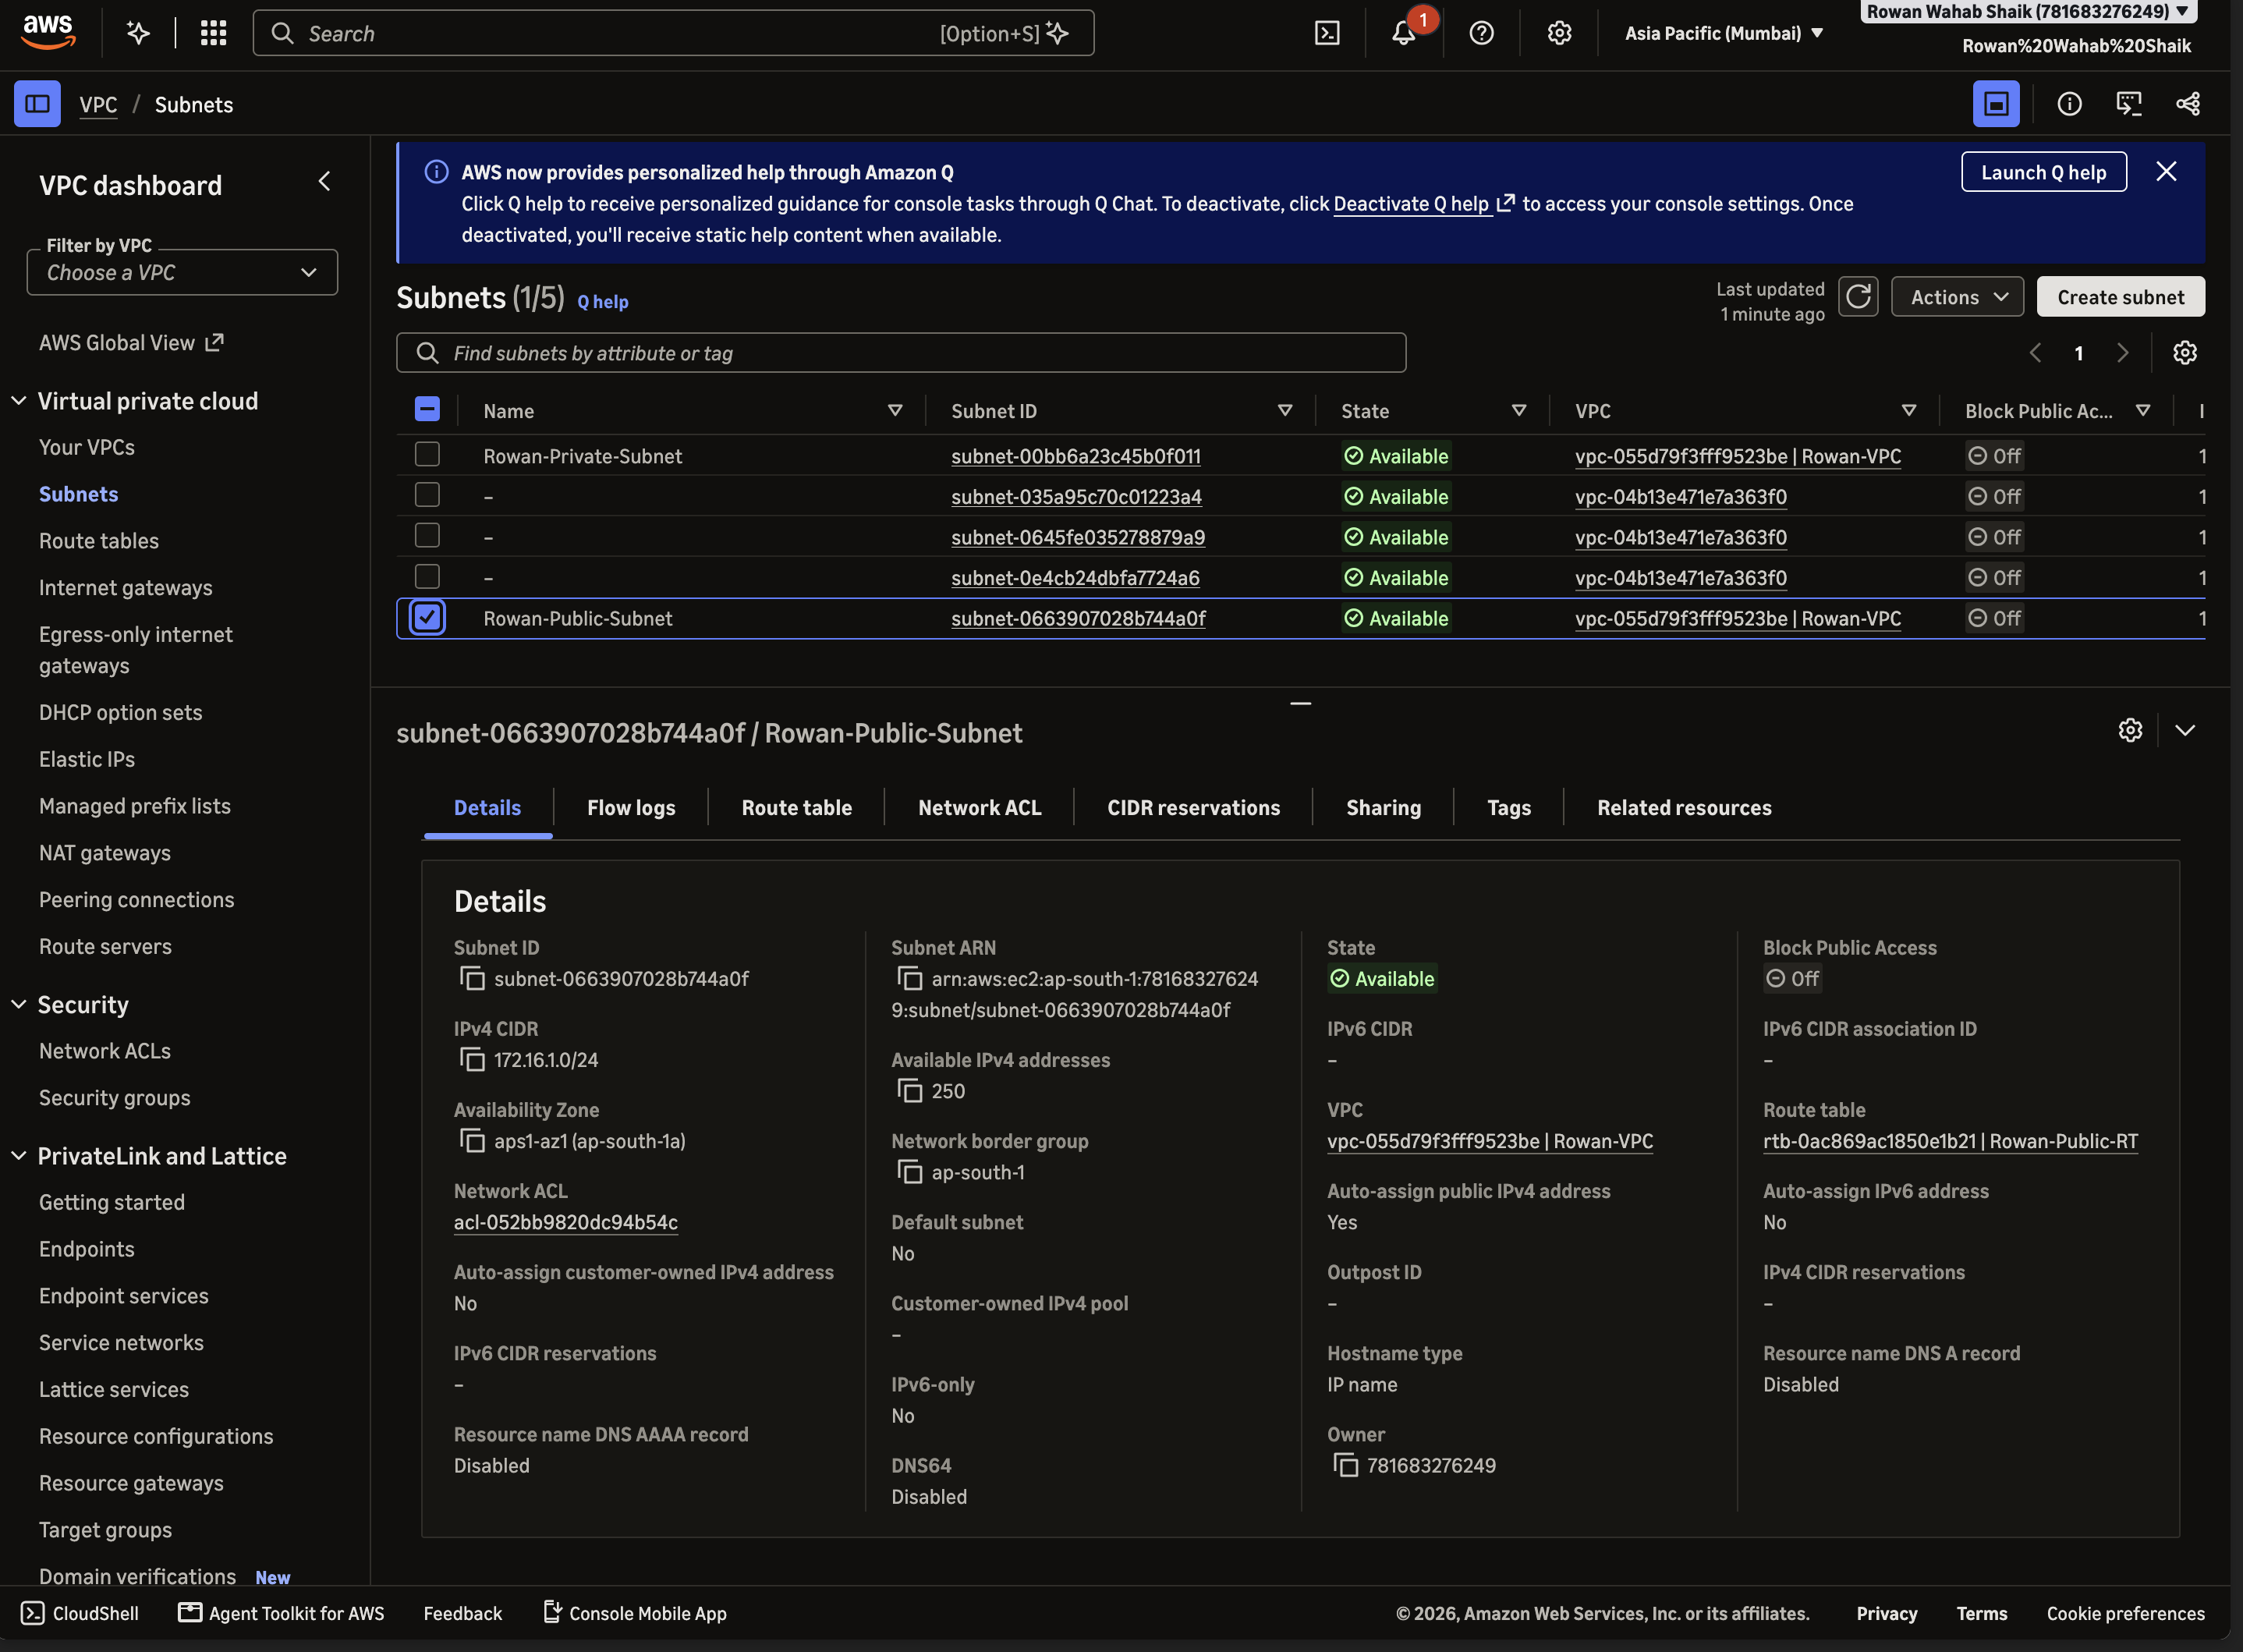 aws
Search [Option+S]
1
Asia Pacific (Mumbai)
Rowan Wahab Shaik (781683276249)
Rowan%20Wahab%20Shaik
VPC / Subnets
VPC dashboard
Filter by VPC
Choose a VPC
AWS Global View
Virtual private cloud
Your VPCs
Subnets
Route tables
Internet gateways
Egress-only internet
gateways
DHCP option sets
Elastic IPs
Managed prefix lists
NAT gateways
Peering connections
Route servers
Security
Network ACLs
Security groups
PrivateLink and Lattice
Getting started
Endpoints
Endpoint services
Service networks
Lattice services
Resource configurations
Resource gateways
Target groups
Domain verifications New
AWS now provides personalized help through Amazon Q
Click Q help to receive personalized guidance for console tasks through Q Chat. To deactivate, click Deactivate Q help to access your console settings. Once
deactivated, you'll receive static help content when available.
Launch Q help
Subnets (1/5) Q help
Last updated
1 minute ago
Actions
Create subnet
Find subnets by attribute or tag
1
Name Subnet ID State VPC Block Public Ac...
Rowan-Private-Subnet subnet-00bb6a23c45b0f011 Available vpc-055d79f3fff9523be | Rowan-VPC Off 1
– subnet-035a95c70c01223a4 Available vpc-04b13e471e7a363f0 Off 1
– subnet-0645fe035278879a9 Available vpc-04b13e471e7a363f0 Off 1
– subnet-0e4cb24dbfa7724a6 Available vpc-04b13e471e7a363f0 Off 1
Rowan-Public-Subnet subnet-0663907028b744a0f Available vpc-055d79f3fff9523be | Rowan-VPC Off 1
subnet-0663907028b744a0f / Rowan-Public-Subnet
Details Flow logs Route table Network ACL CIDR reservations Sharing Tags Related resources
Details
Subnet ID
subnet-0663907028b744a0f
IPv4 CIDR
172.16.1.0/24
Availability Zone
aps1-az1 (ap-south-1a)
Network ACL
acl-052bb9820dc94b54c
Auto-assign customer-owned IPv4 address
No
IPv6 CIDR reservations
–
Resource name DNS AAAA record
Disabled
Subnet ARN
arn:aws:ec2:ap-south-1:78168327624
9:subnet/subnet-0663907028b744a0f
Available IPv4 addresses
250
Network border group
ap-south-1
Default subnet
No
Customer-owned IPv4 pool
–
IPv6-only
No
DNS64
Disabled
State
Available
IPv6 CIDR
–
VPC
vpc-055d79f3fff9523be | Rowan-VPC
Auto-assign public IPv4 address
Yes
Outpost ID
–
Hostname type
IP name
Owner
781683276249
Block Public Access
Off
IPv6 CIDR association ID
–
Route table
rtb-0ac869ac1850e1b21 | Rowan-Public-RT
Auto-assign IPv6 address
No
IPv4 CIDR reservations
–
Resource name DNS A record
Disabled
CloudShell Agent Toolkit for AWS Feedback Console Mobile App © 2026, Amazon Web Services, Inc. or its affiliates. Privacy Terms Cookie preferences